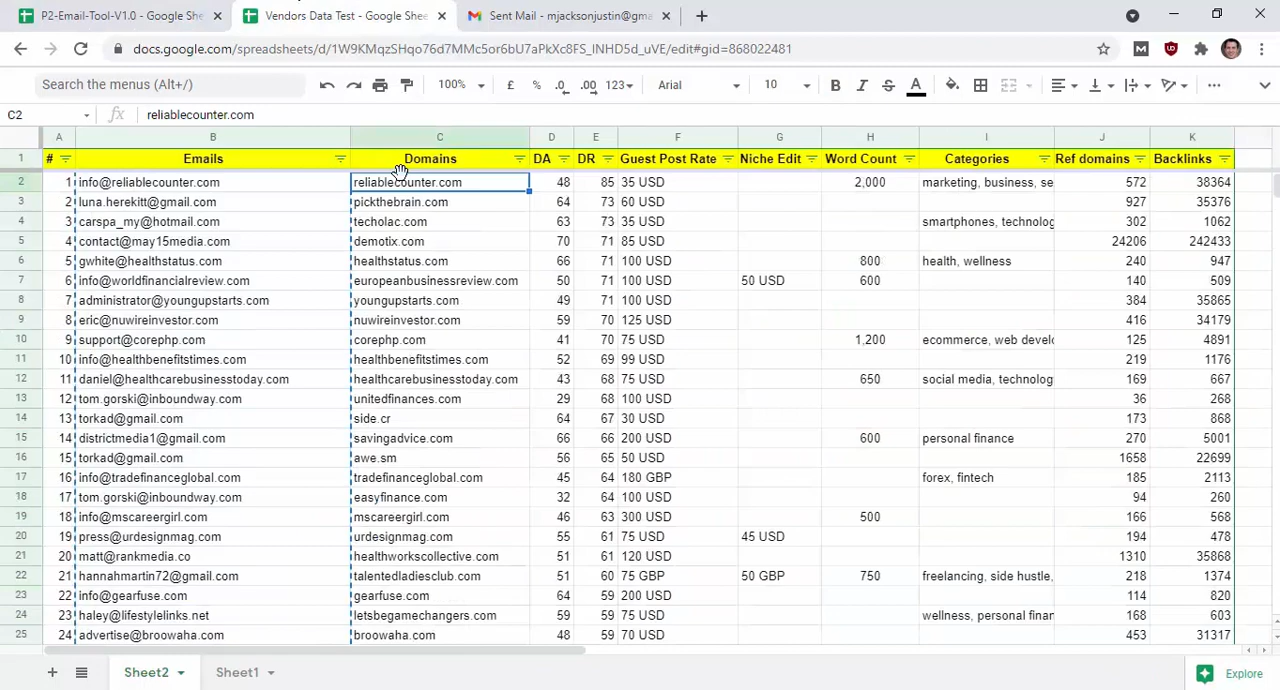 P2-Email-Tool-V1.0 - Google She
Vendors Data Test - Google Shee
Sent Mail - mjacksonjustin@gma
docs.google.com/spreadsheets/d/1W9KMqzSHqo76d7MMc5or6bU7aPkXc8FS_lNHD5d_uVE/edit#gid=868022481
Search the menus (Alt+/) 100% £ % .0 .00 123 Arial 10 B I S A
C2 fx reliablecounter.com
A B C D E F G H I J K
1 # Emails Domains DA DR Guest Post Rate Niche Edit Word Count Categories Ref domains Backlinks
2 1 info@reliablecounter.com reliablecounter.com 48 85 35 USD 2,000 marketing, business, se 572 38364
3 2 luna.herekitt@gmail.com pickthebrain.com 64 73 60 USD 927 35376
4 3 carspa_my@hotmail.com techolac.com 63 73 35 USD smartphones, technolog 302 1062
5 4 contact@may15media.com demotix.com 70 71 85 USD 24206 242433
6 5 gwhite@healthstatus.com healthstatus.com 66 71 100 USD 800 health, wellness 240 947
7 6 info@worldfinancialreview.com europeanbusinessreview.com 50 71 100 USD 50 USD 600 140 509
8 7 administrator@youngupstarts.com youngupstarts.com 49 71 100 USD 384 35865
9 8 eric@nuwireinvestor.com nuwireinvestor.com 59 70 125 USD 416 34179
10 9 support@corephp.com corephp.com 41 70 75 USD 1,200 ecommerce, web develo 125 4891
11 10 info@healthbenefitstimes.com healthbenefitstimes.com 52 69 99 USD 219 1176
12 11 daniel@healthcarebusinesstoday.com healthcarebusinesstoday.com 43 68 75 USD 650 social media, technolog 169 667
13 12 tom.gorski@inboundway.com unitedfinances.com 29 68 100 USD 36 268
14 13 torkad@gmail.com side.cr 64 67 30 USD 173 868
15 14 districtmedia1@gmail.com savingadvice.com 66 66 200 USD 600 personal finance 270 5001
16 15 torkad@gmail.com awe.sm 56 65 50 USD 1658 22699
17 16 info@tradefinanceglobal.com tradefinanceglobal.com 45 64 180 GBP forex, fintech 185 2113
18 17 tom.gorski@inboundway.com easyfinance.com 32 64 100 USD 94 260
19 18 info@mscareergirl.com mscareergirl.com 46 63 300 USD 500 166 568
20 19 press@urdesignmag.com urdesignmag.com 55 61 75 USD 45 USD 194 478
21 20 matt@rankmedia.co healthworkscollective.com 51 61 120 USD 1310 35868
22 21 hannahmartin72@gmail.com talentedladiesclub.com 51 60 75 GBP 50 GBP 750 freelancing, side hustle, 218 1374
23 22 info@gearfuse.com gearfuse.com 64 59 200 USD 114 820
24 23 haley@lifestylelinks.net letsbegamechangers.com 59 59 75 USD wellness, personal finan 168 603
25 24 advertise@broowaha.com broowaha.com 48 59 70 USD 453 31317
Sheet2 Sheet1 Explore